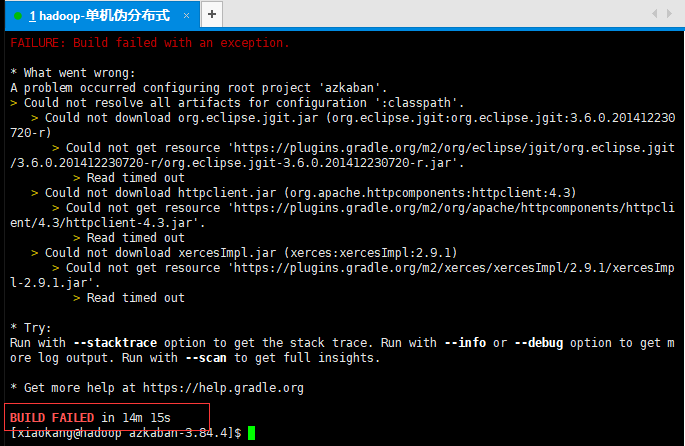 1 hadoop-单机伪分布式 × +
FAILURE: Build failed with an exception.
* What went wrong:
A problem occurred configuring root project 'azkaban'.
> Could not resolve all artifacts for configuration ':classpath'.
> Could not download org.eclipse.jgit.jar (org.eclipse.jgit:org.eclipse.jgit:3.6.0.201412230
720-r)
> Could not get resource 'https://plugins.gradle.org/m2/org/eclipse/jgit/org.eclipse.jgit
/3.6.0.201412230720-r/org.eclipse.jgit-3.6.0.201412230720-r.jar'.
> Read timed out
> Could not download httpclient.jar (org.apache.httpcomponents:httpclient:4.3)
> Could not get resource 'https://plugins.gradle.org/m2/org/apache/httpcomponents/httpcli
ent/4.3/httpclient-4.3.jar'.
> Read timed out
> Could not download xercesImpl.jar (xerces:xercesImpl:2.9.1)
> Could not get resource 'https://plugins.gradle.org/m2/xerces/xercesImpl/2.9.1/xercesImp
l-2.9.1.jar'.
> Read timed out
* Try:
Run with --stacktrace option to get the stack trace. Run with --info or --debug option to get m
ore log output. Run with --scan to get full insights.
* Get more help at https://help.gradle.org
BUILD FAILED in 14m 15s
[xiaokang@hadoop azkaban-3.84.4]$